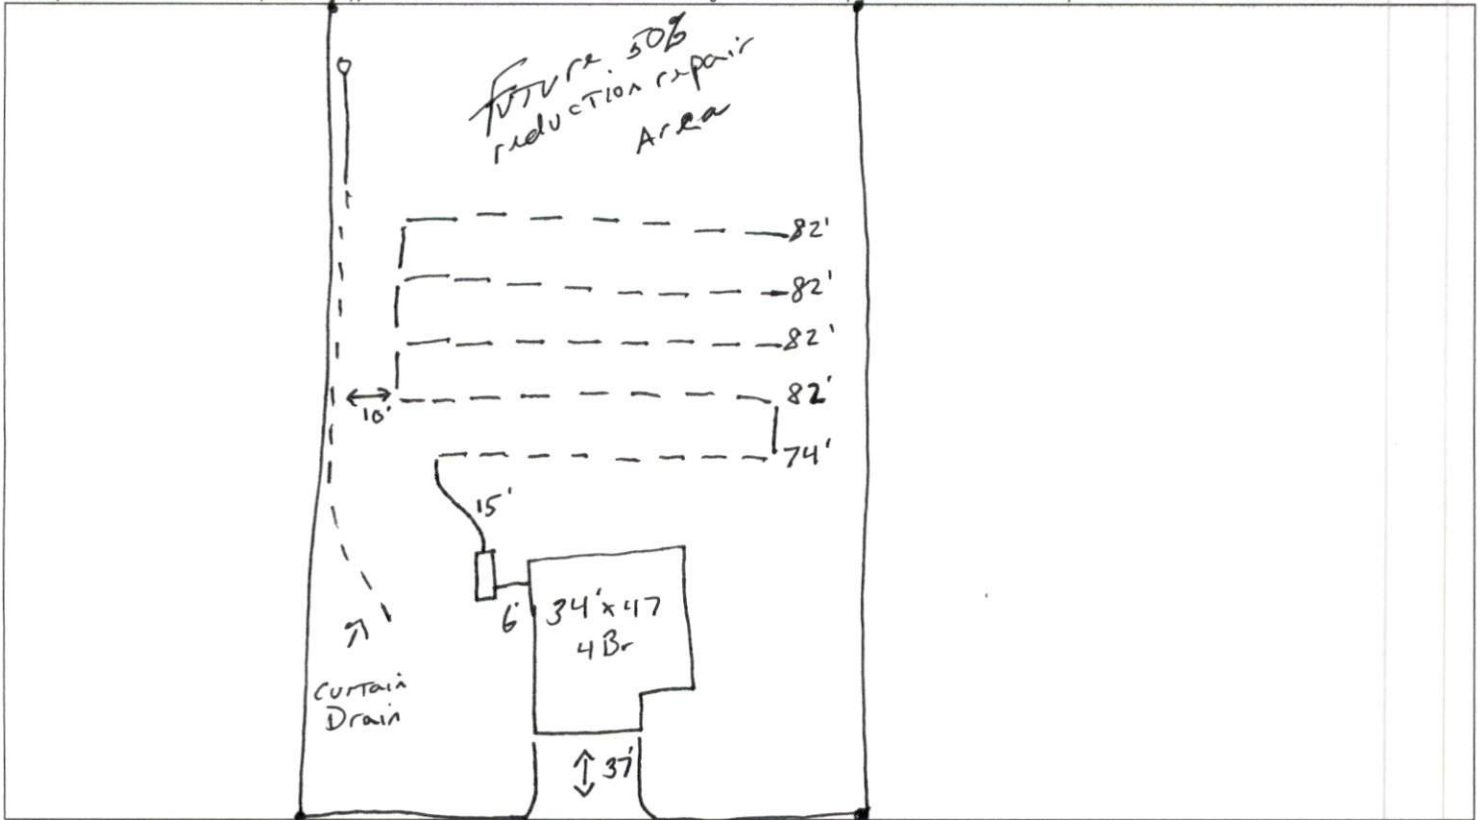 Future 50%
reduction repair
Area
82'
82'
82'
82'
10'
74'
15'
6'
34'x47
4Br
Curtain
Drain
37'